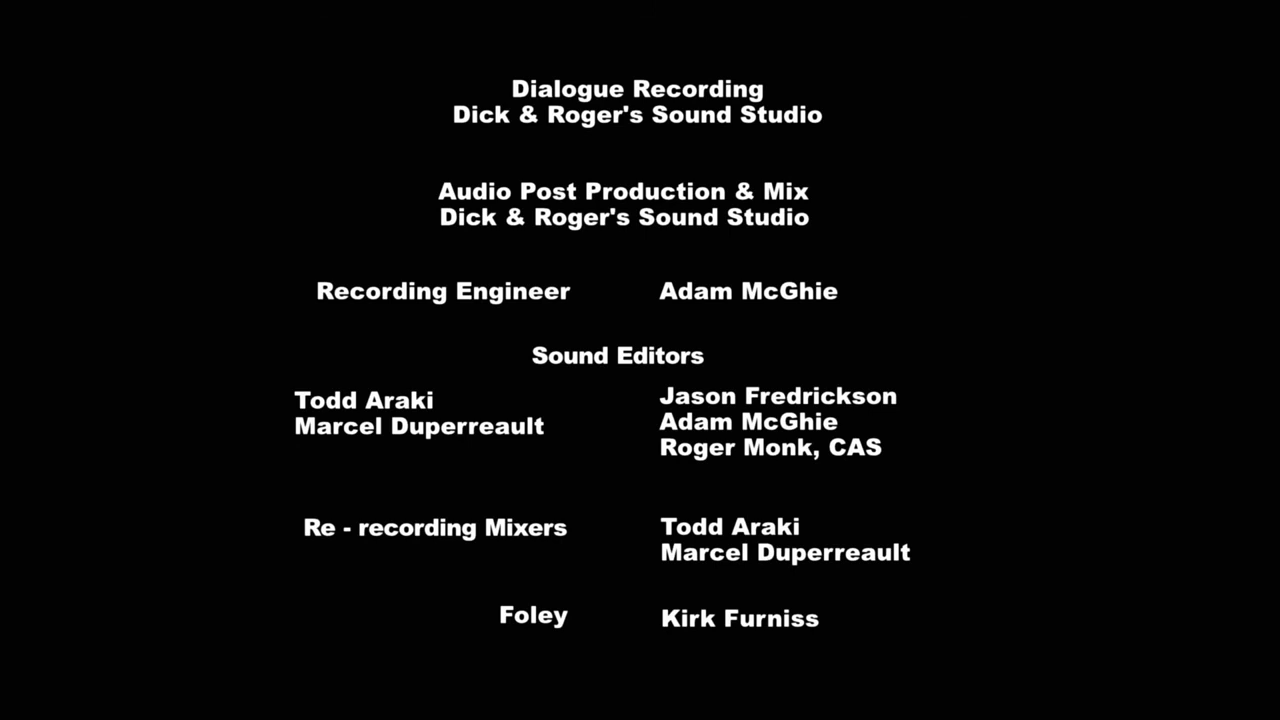 Dialogue Recording
Dick & Roger's Sound Studio
Audio Post Production & Mix
Dick & Roger's Sound Studio
Recording Engineer Adam McGhie
Sound Editors
Todd Araki
Marcel Duperreault
Jason Fredrickson
Adam McGhie
Roger Monk, CAS
Re - recording Mixers Todd Araki
Marcel Duperreault
Foley Kirk Furniss